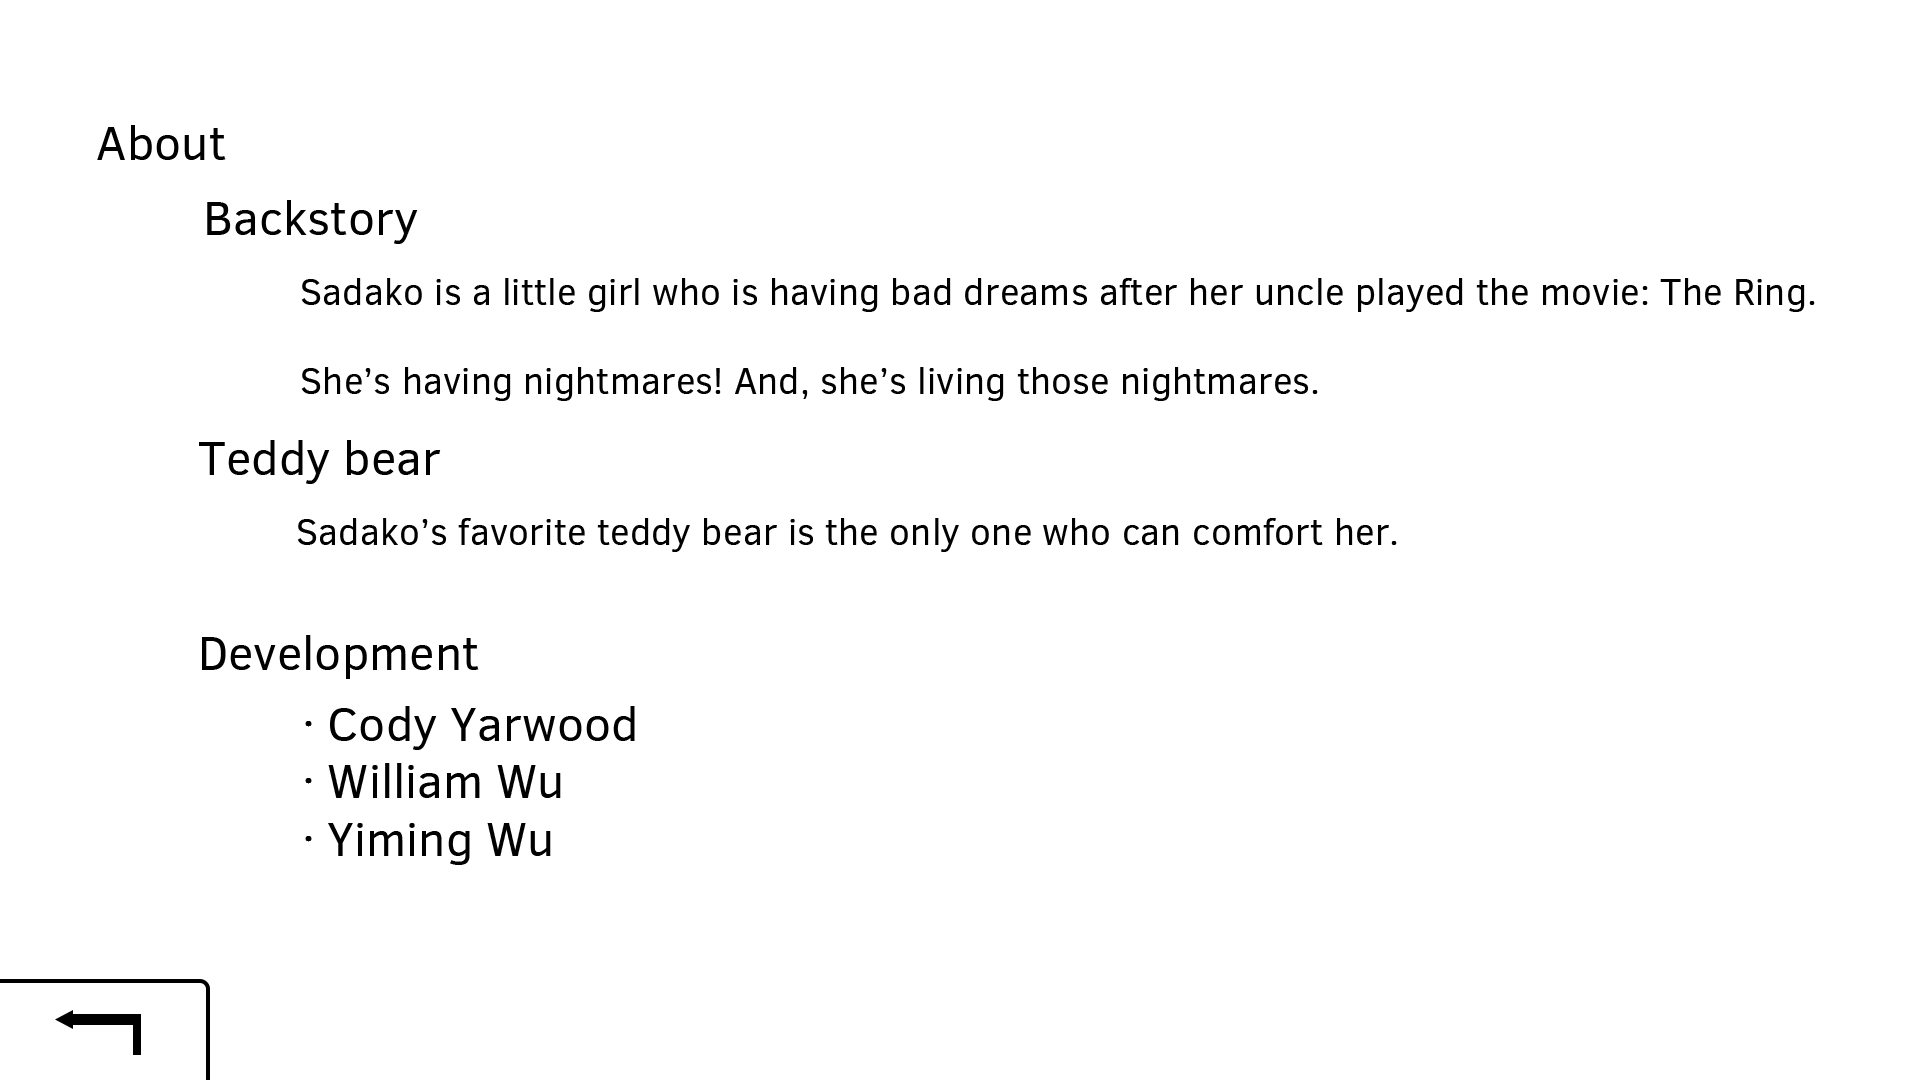 About
Backstory
Sadako is a little girl who is having bad dreams after her uncle played the movie: The Ring.
She’s having nightmares! And, she’s living those nightmares.
Teddy bear
Sadako’s favorite teddy bear is the only one who can comfort her.
Development
· Cody Yarwood
· William Wu
· Yiming Wu